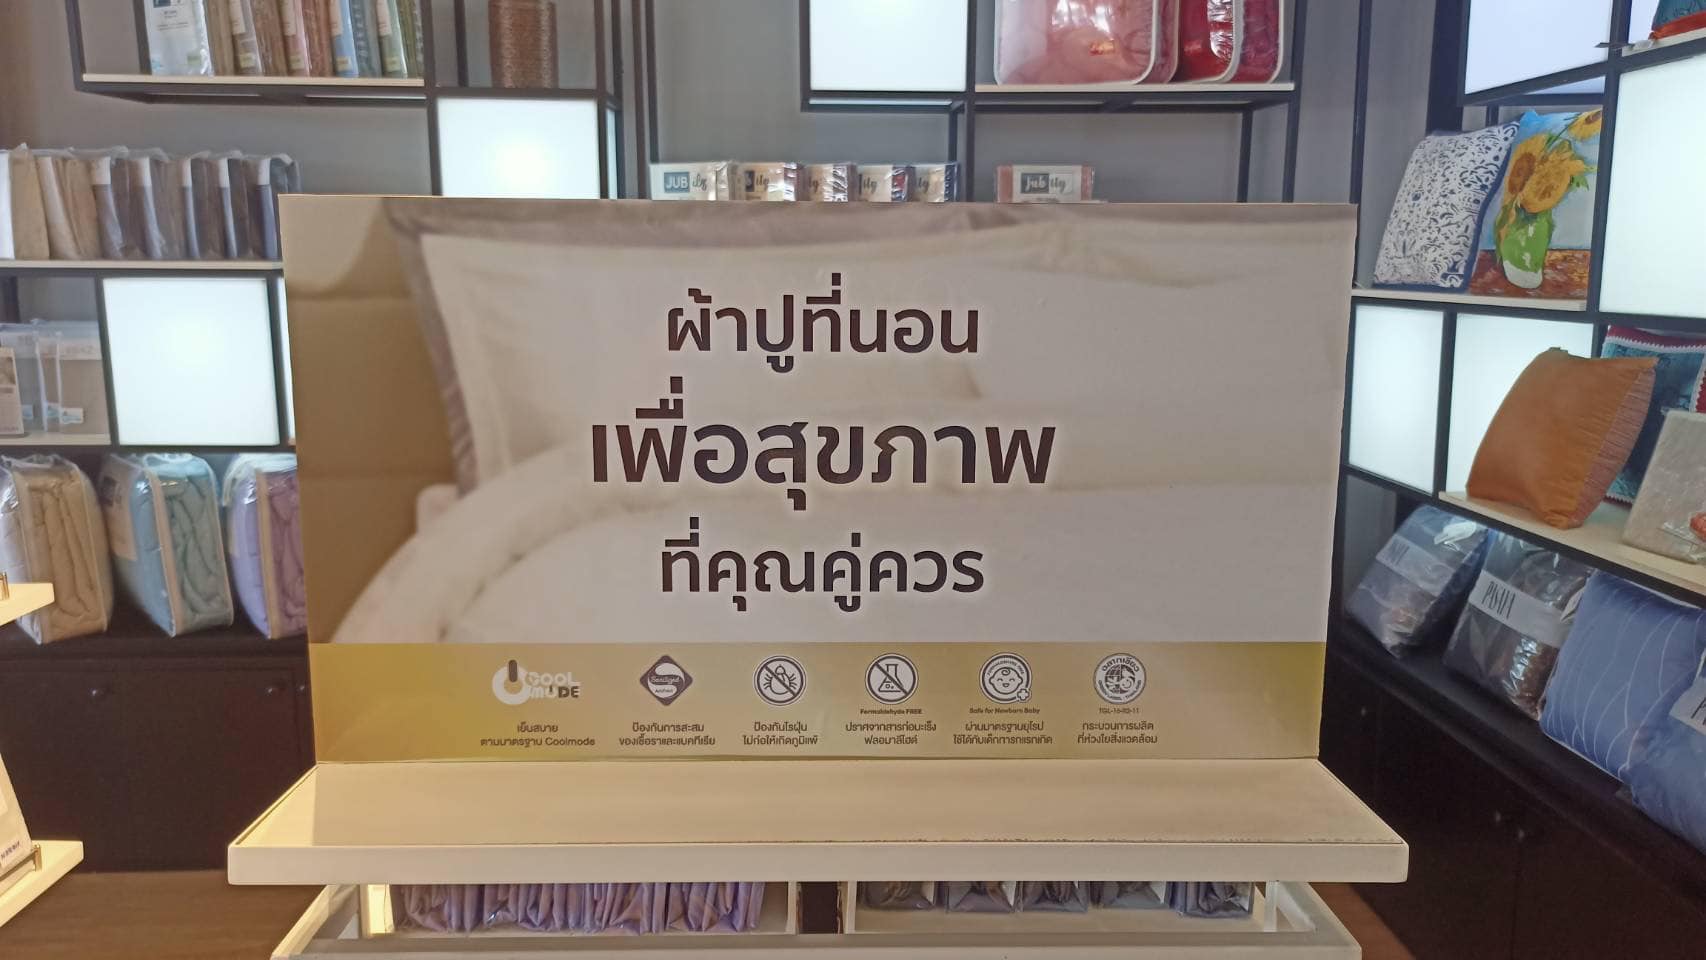 JUB ily
ily
ily
jub ily
ผ้าปูที่นอน
เพื่อสุขภาพ
ที่คุณคู่ควร
PASAYA
COOL MODE
Sanitized
ฉลากเขียว
Formaldehyde FREE
Safe for Newborn Baby
TGL-16-R3-11
เย็นสบาย
ตามมาตรฐาน Coolmode
ป้องกันการสะสม
ของเชื้อราและแบคทีเรีย
ป้องกันไรฝุ่น
ไม่ก่อให้เกิดภูมิแพ้
ปราศจากสารก่อมะเร็ง
ฟลอมาลีไฮด์
ผ่านมาตรฐานยุโรป
ใช้ได้กับเด็กทารกแรกเกิด
กระบวนการผลิต
ที่ห่วงใยสิ่งแวดล้อม